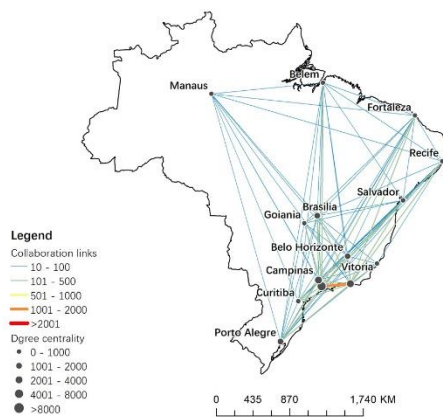 Belem
Manaus
Fortaleza
Recife
Salvador
Brasilia
Goiania
Belo Horizonte
Vitoria
Campinas
Curitiba
Porto Alegre
Legend
Collaboration links
10 - 100
101 - 500
501 - 1000
1001 - 2000
>2001
Dgree centrality
0 - 1000
1001 - 2000
2001 - 4000
4001 - 8000
>8000
0 435 870 1,740 KM